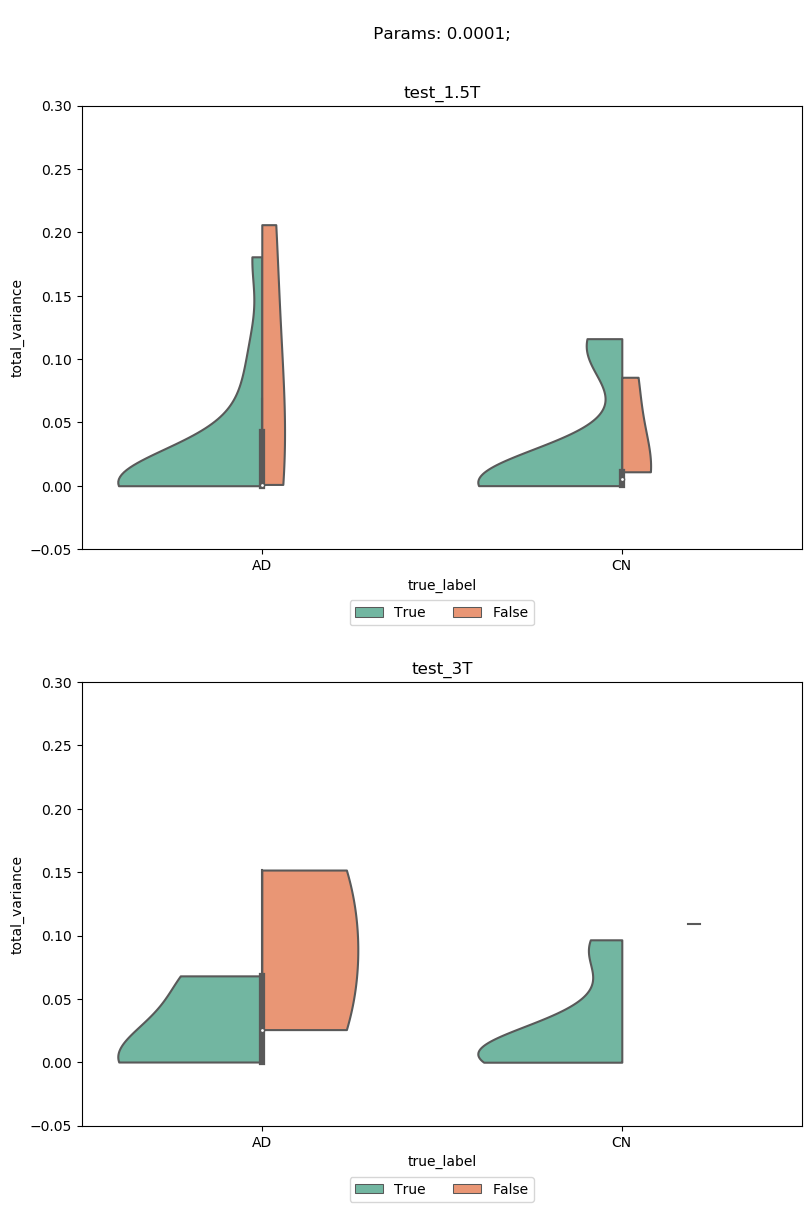 Params: 0.0001;
test_1.5T
0.30
0.25
0.20
0.15
0.10
0.05
0.00
−0.05
total_variance
AD CN
true_label
True False
test_3T
0.30
0.25
0.20
0.15
0.10
0.05
0.00
−0.05
total_variance
AD CN
true_label
True False